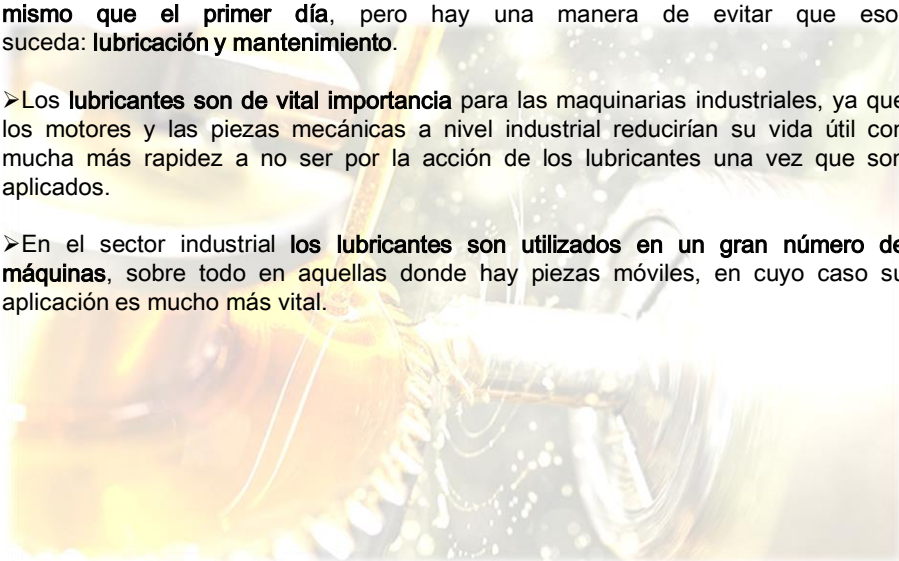 mismo que el primer día, pero hay una manera de evitar que eso
suceda: lubricación y mantenimiento.
➢Los lubricantes son de vital importancia para las maquinarias industriales, ya que
los motores y las piezas mecánicas a nivel industrial reducirían su vida útil con
mucha más rapidez a no ser por la acción de los lubricantes una vez que son
aplicados.
➢En el sector industrial los lubricantes son utilizados en un gran número de
máquinas, sobre todo en aquellas donde hay piezas móviles, en cuyo caso su
aplicación es mucho más vital.